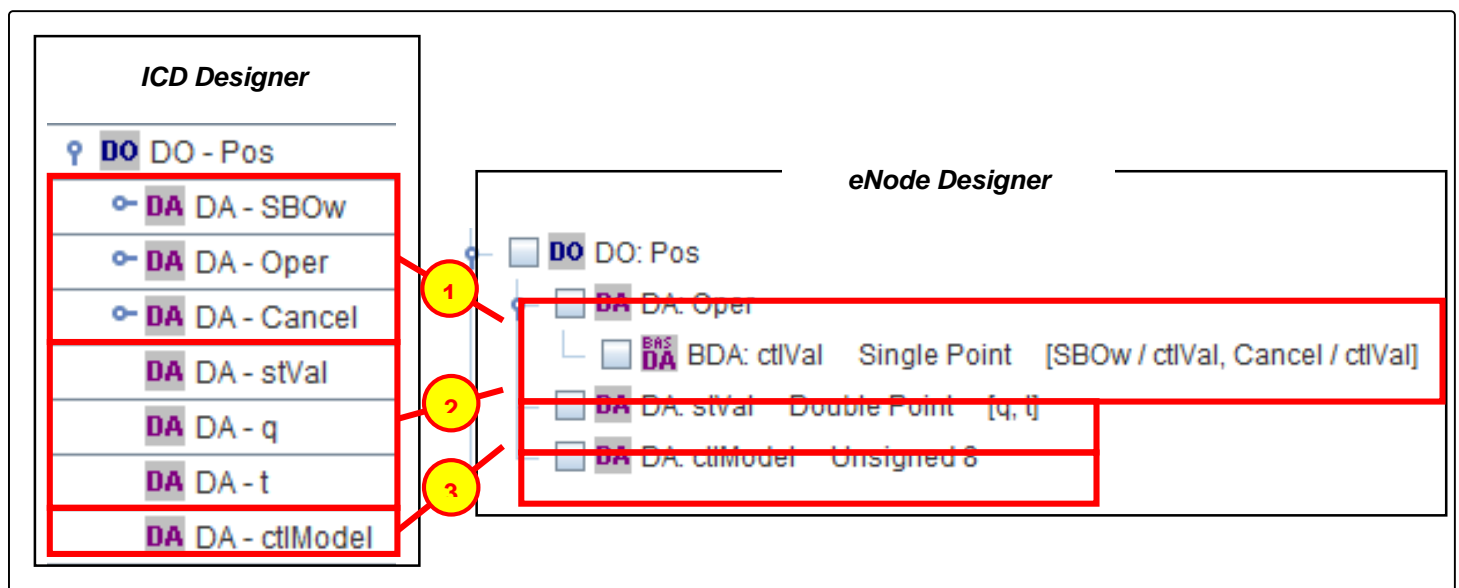 ICD Designer
DO DO - Pos
DA DA - SBOw
DA DA - Oper
DA DA - Cancel
DA DA - stVal
DA DA - q
DA DA - t
DA DA - ctlModel
1
2
3
eNode Designer
DO DO: Pos
DA DA: Oper
BAS DA BDA: ctlVal Single Point [SBOw / ctlVal, Cancel / ctlVal]
DA DA: stVal Double Point [q, t]
DA DA: ctlModel Unsigned 8